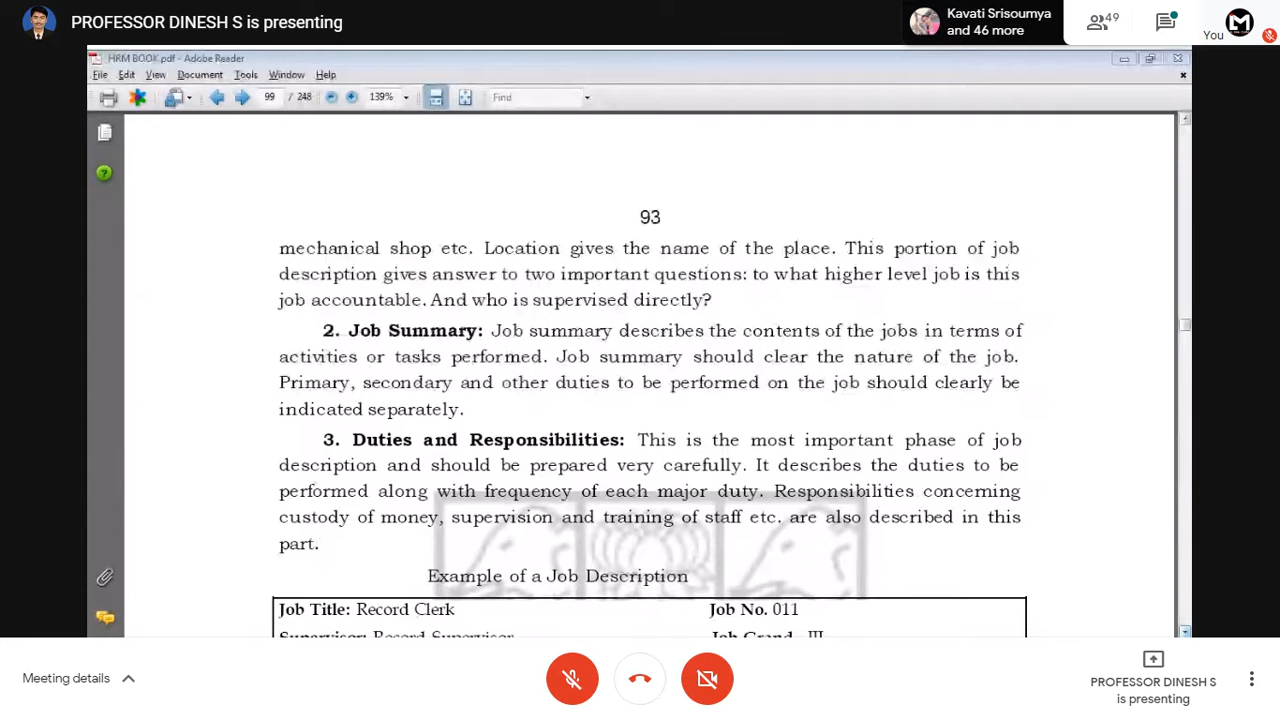 PROFESSOR DINESH S is presenting
Kavati Srisoumya
and 46 more
49
You
M
HRM BOOK.pdf - Adobe Reader
File Edit View Document Tools Window Help
99 / 248 139% Find
93
mechanical shop etc. Location gives the name of the place. This portion of job
description gives answer to two important questions: to what higher level job is this
job accountable. And who is supervised directly?
2. Job Summary: Job summary describes the contents of the jobs in terms of
activities or tasks performed. Job summary should clear the nature of the job.
Primary, secondary and other duties to be performed on the job should clearly be
indicated separately.
3. Duties and Responsibilities: This is the most important phase of job
description and should be prepared very carefully. It describes the duties to be
performed along with frequency of each major duty. Responsibilities concerning
custody of money, supervision and training of staff etc. are also described in this
part.
Example of a Job Description
Job Title: Record Clerk Job No. 011
Supervisor: Record Supervisor Job Grand - III
Meeting details
PROFESSOR DINESH S
is presenting